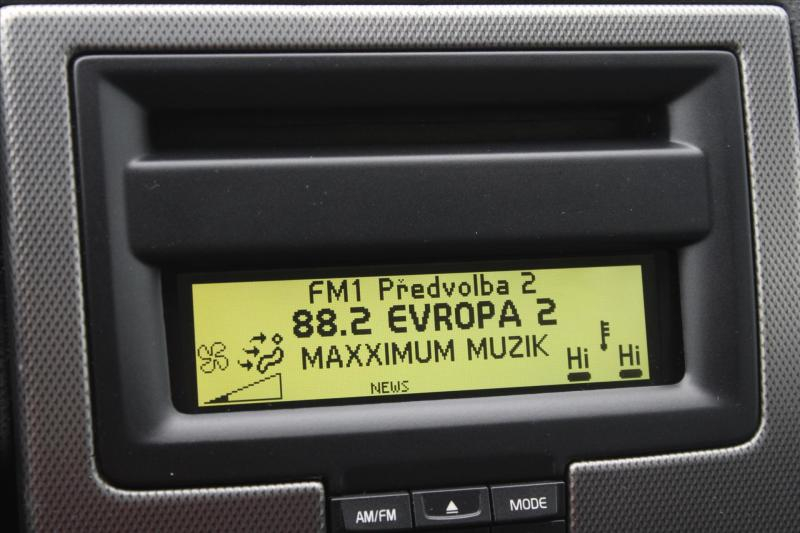 FM1 Předvolba 2
88.2 EVROPA 2
MAXXIMUM MUZIK
Hi Hi
NEWS
AM/FM MODE